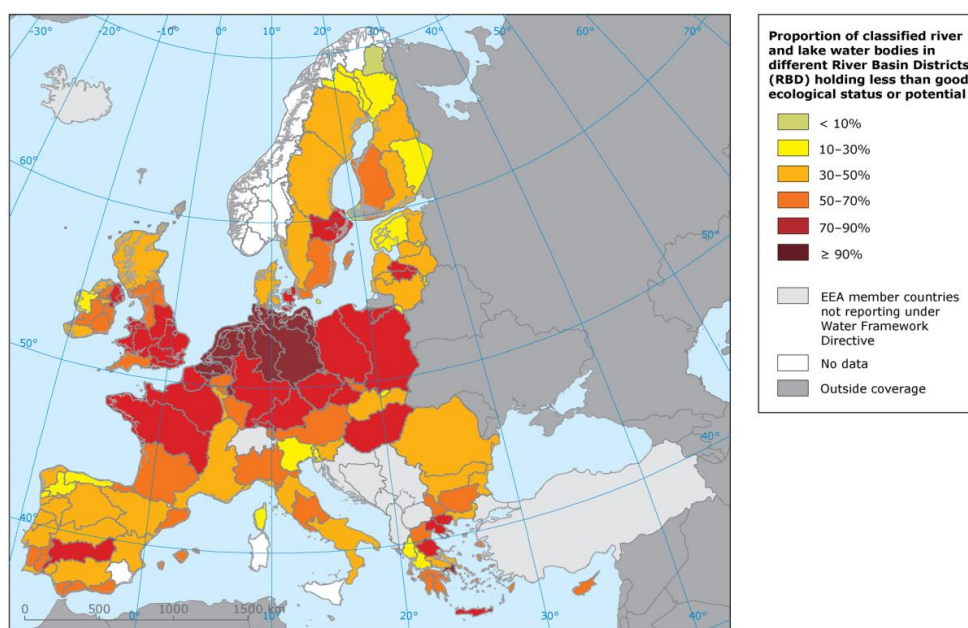 -30° -20° -10° 0° 10° 20° 30° 40° 50° 60° 70°
60°
60°
50°
50°
40°
40°
0 500 1000 1500 km
0° 10° 20° 30° 40°
Proportion of classified river
and lake water bodies in
different River Basin Districts
(RBD) holding less than good
ecological status or potential
< 10%
10–30%
30–50%
50–70%
70–90%
≥ 90%
EEA member countries
not reporting under
Water Framework
Directive
No data
Outside coverage